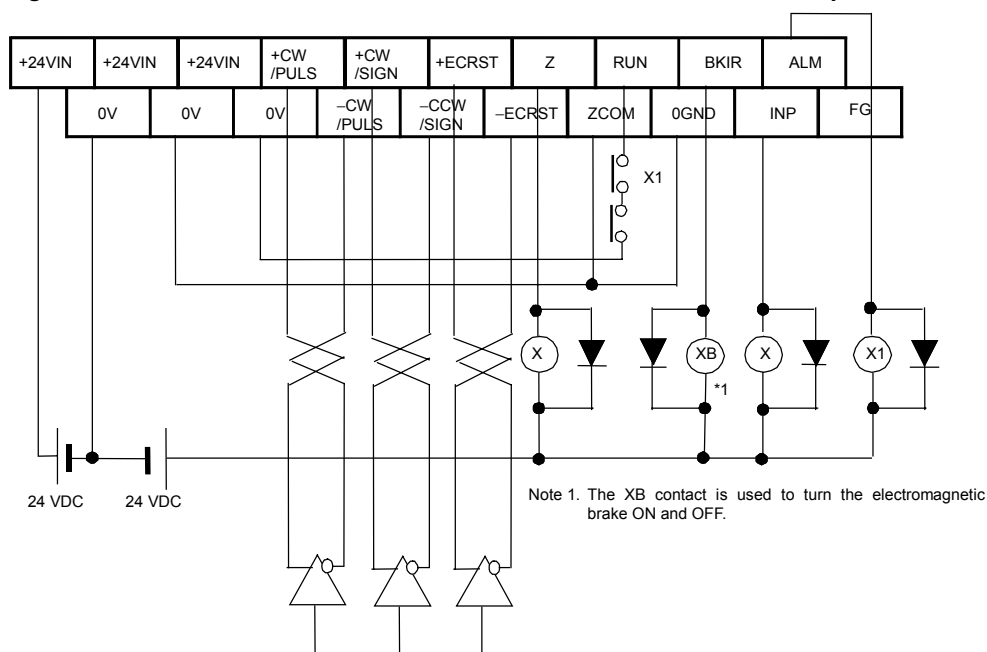 +24VIN +24VIN +24VIN +CW /PULS +CW /SIGN +ECRST Z RUN BKIR ALM
0V 0V 0V –CW /PULS –CCW /SIGN –ECRST ZCOM 0GND INP FG
X1
X XB X X1
*1
24 VDC 24 VDC
Note 1. The XB contact is used to turn the electromagnetic
brake ON and OFF.